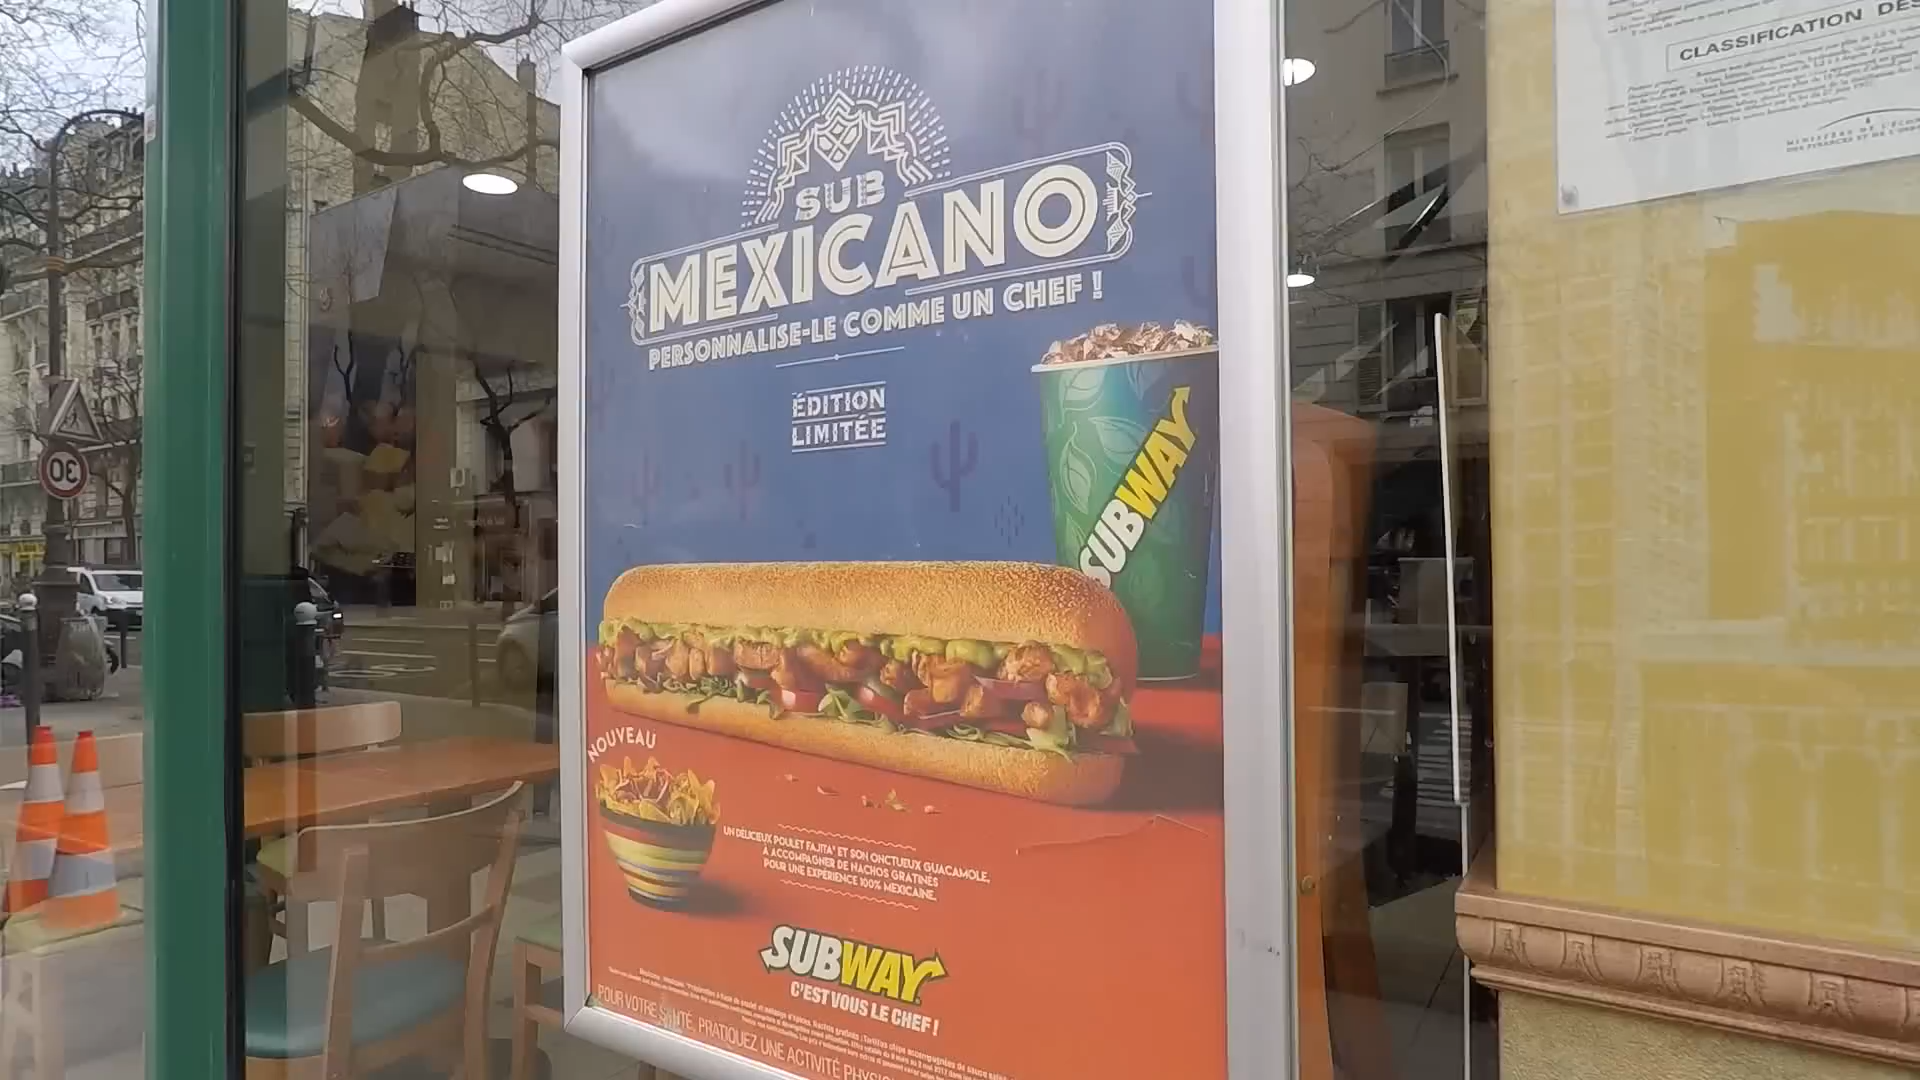 SUB
MEXICANO
PERSONNALISE-LE COMME UN CHEF !
ÉDITION
LIMITÉE
SUBWAY
NOUVEAU
UN DÉLICIEUX POULET FAJITA* ET SON ONCTUEUX GUACAMOLE,
À ACCOMPAGNER DE NACHOS GRATINÉS
POUR UNE EXPÉRIENCE 100% MEXICAINE.
SUBWAY
C'EST VOUS LE CHEF !
POUR VOTRE SANTÉ, PRATIQUEZ UNE ACTIVITÉ
CLASSIFICATION DES
30